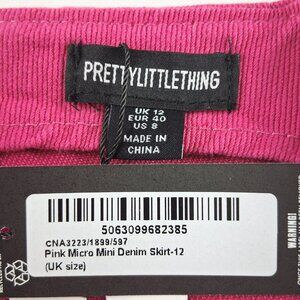 PRETTYLITTLETHING
UK 12
EUR 40
US 8
MADE IN
CHINA
WARNING!
5063099682385
CNA3223/1899/597
Pink Micro Mini Denim Skirt-12
(UK size)